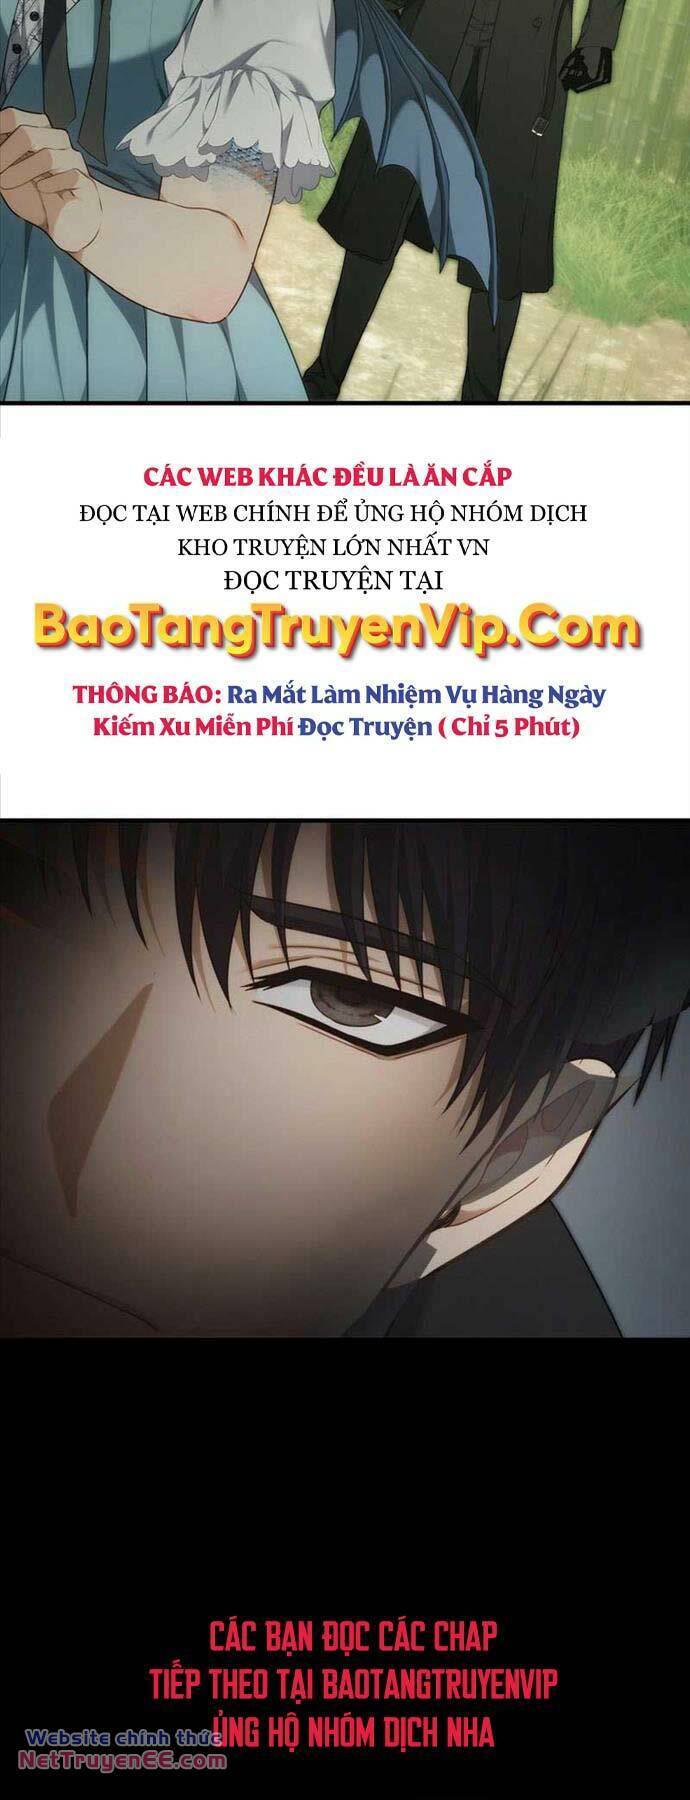 CÁC WEB KHÁC ĐỀU LÀ ĂN CẮP
ĐỌC TẠI WEB CHÍNH ĐỂ ỦNG HỘ NHÓM DỊCH
KHO TRUYỆN LỚN NHẤT VN
ĐỌC TRUYỆN TẠI
BaoTangTruyenVip.Com
THÔNG BÁO: Ra Mắt Làm Nhiệm Vụ Hàng Ngày
Kiếm Xu Miễn Phí Đọc Truyện ( Chỉ 5 Phút)
CÁC BẠN ĐỌC CÁC CHAP
TIẾP THEO TẠI BAOTANGTRUYENVIP
ỦNG HỘ NHÓM DỊCH NHA
Website chính thức
NetTruyenEE.com